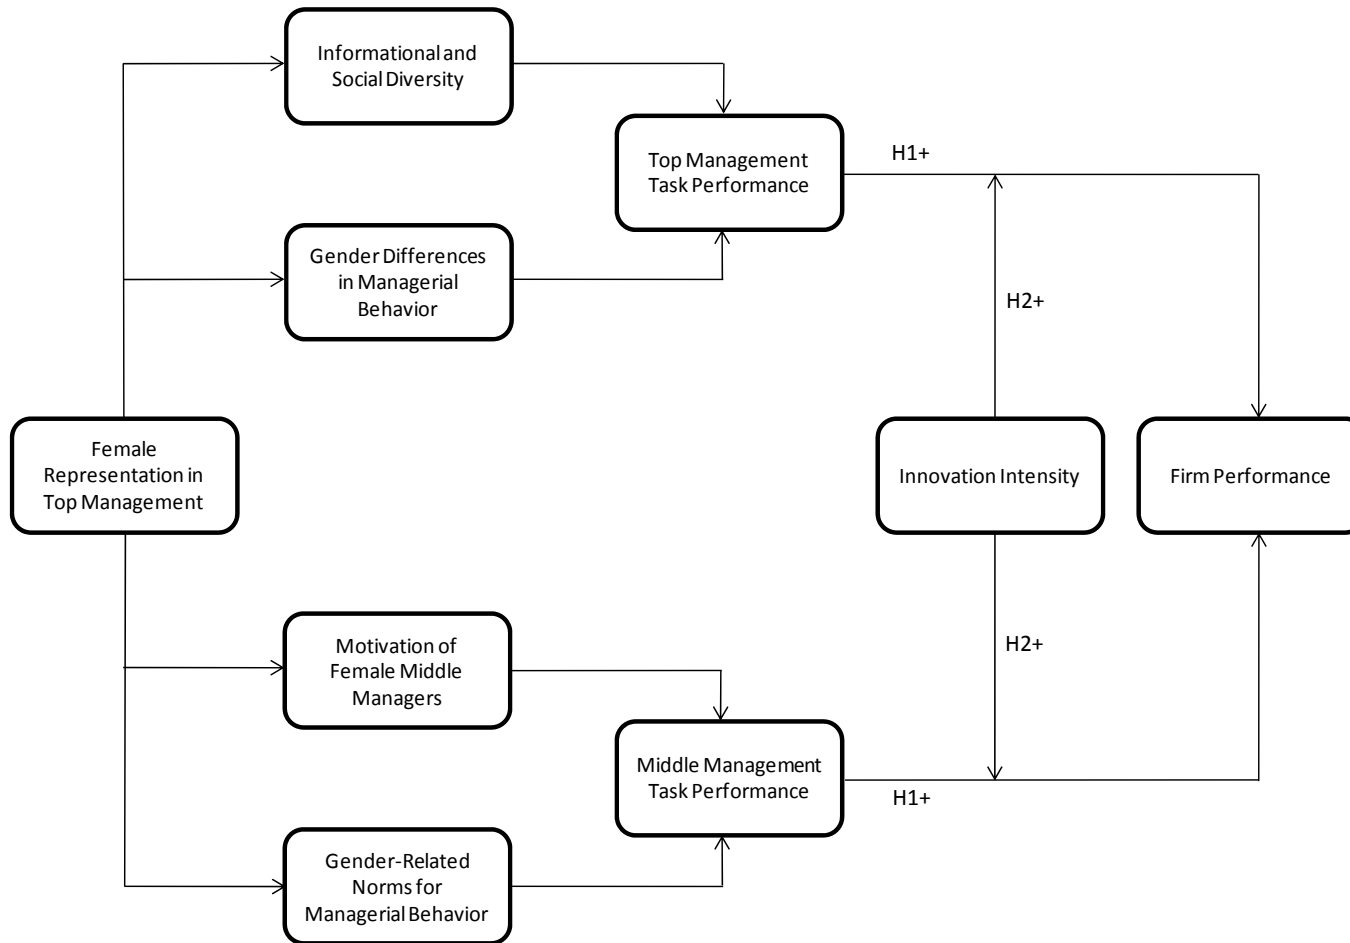 Informational and
Social Diversity
Top Management
Task Performance
H1+
Gender Differences
in Managerial
Behavior
H2+
Female
Representation in
Top Management
Innovation Intensity
Firm Performance
Motivation of
Female Middle
Managers
H2+
Middle Management
Task Performance
H1+
Gender-Related
Norms for
Managerial Behavior